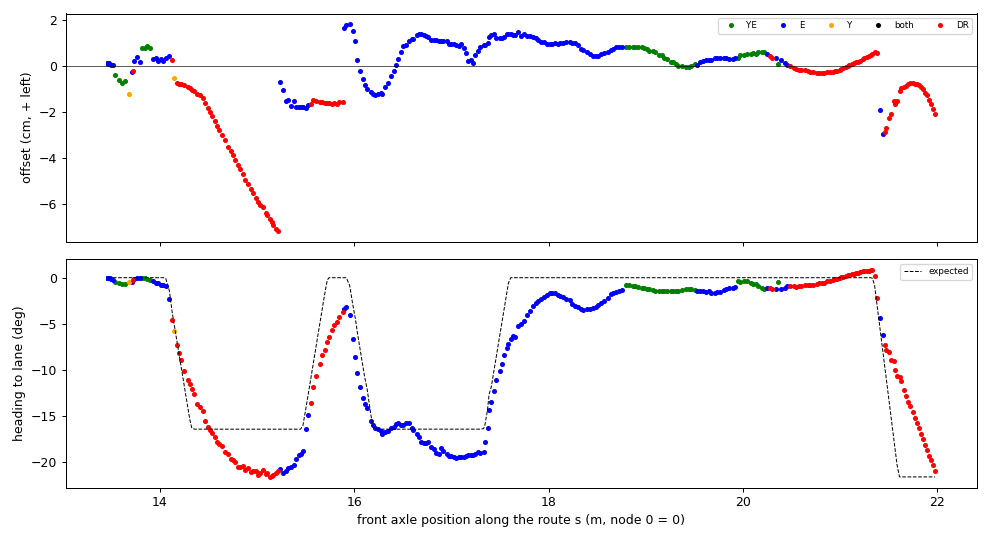 YE E Y both DR
2
0
−2
−4
−6
offset (cm, + left)
expected
0
−5
−10
−15
−20
heading to lane (deg)
14 16 18 20 22
front axle position along the route s (m, node 0 = 0)